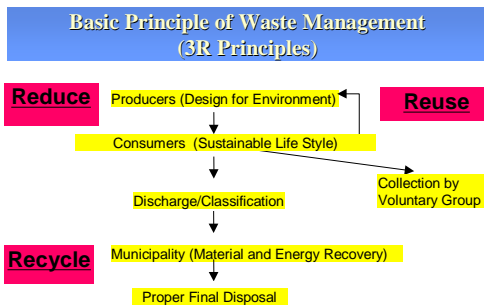 Basic Principle of Waste Management
(3R Principles)
Reduce
Producers (Design for Environment)
Reuse
Consumers (Sustainable Life Style)
Collection by
Voluntary Group
Discharge/Classification
Recycle
Municipality (Material and Energy Recovery)
Proper Final Disposal